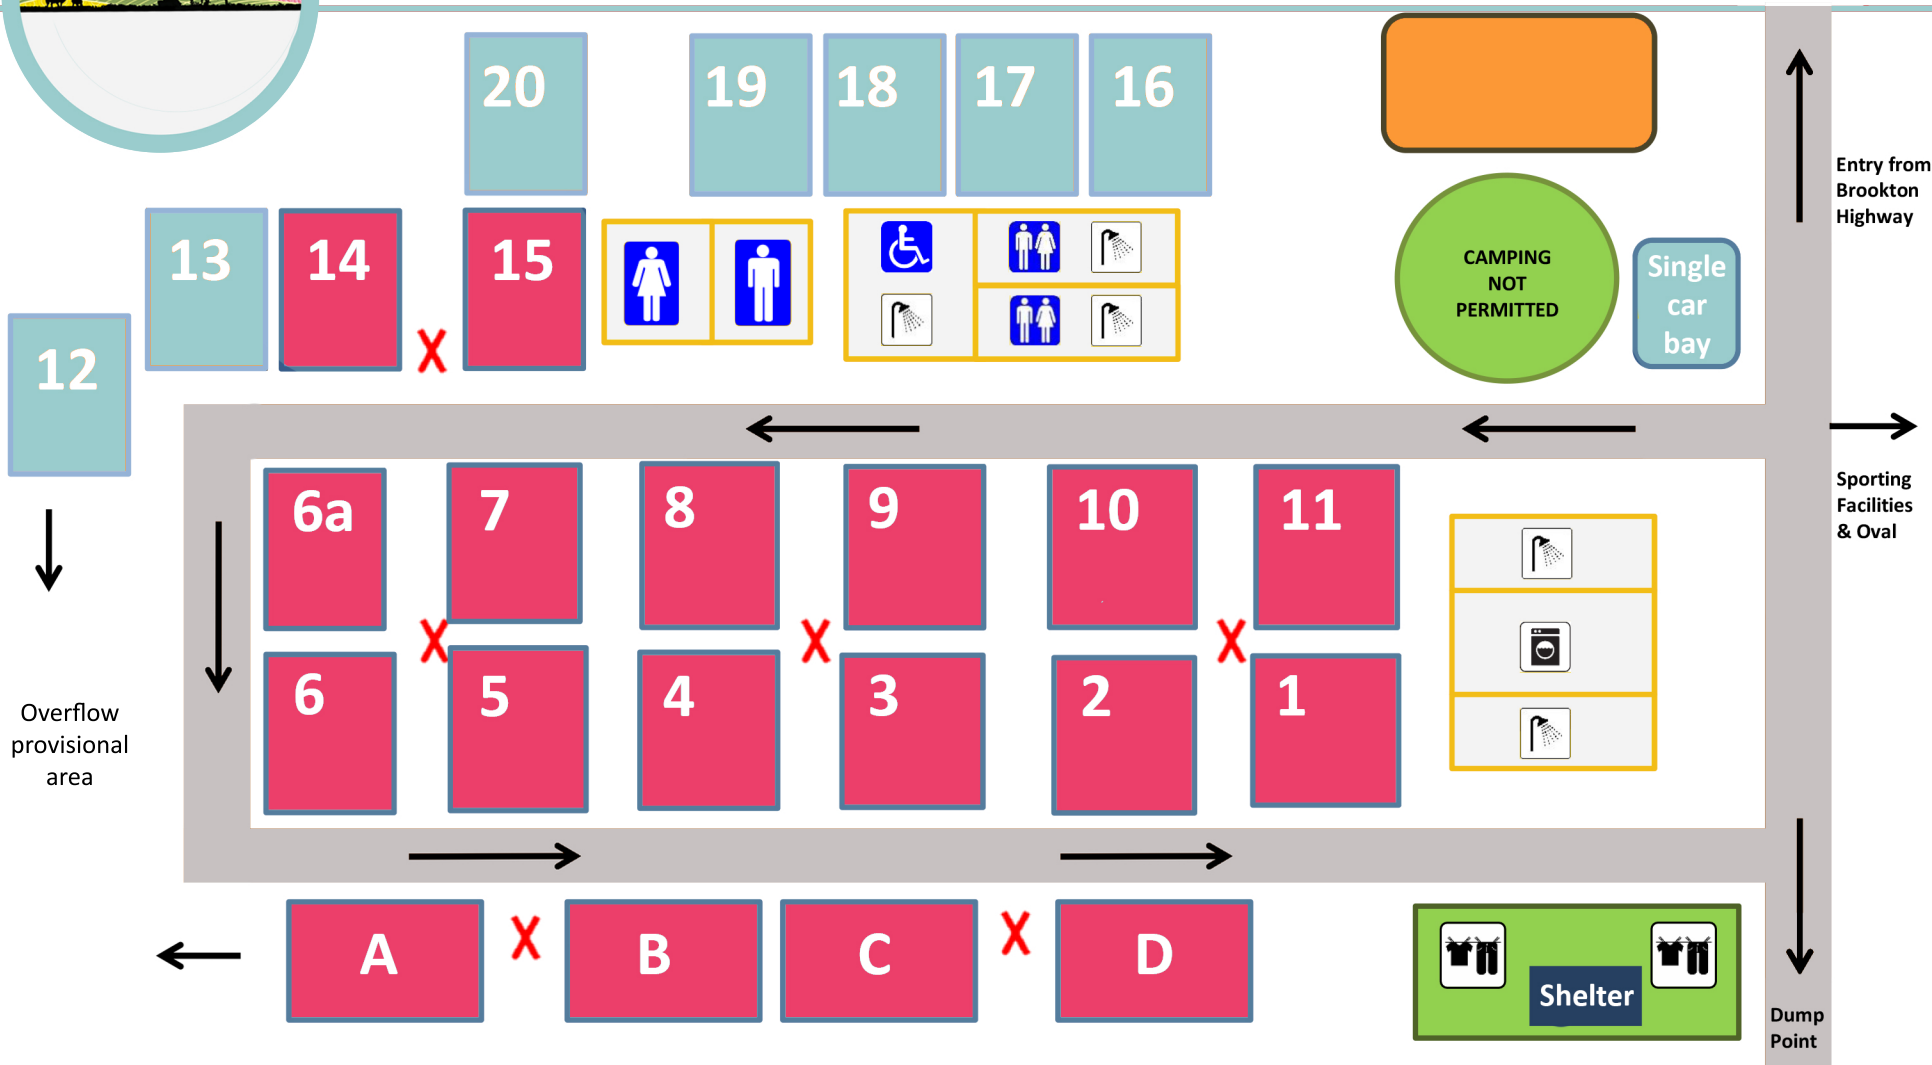 20
19
18
17
16
Entry from
Brookton
Highway
13
14
15
CAMPING
NOT
PERMITTED
Single
car
bay
12
X
6a
7
8
9
10
11
Sporting
Facilities
& Oval
X
X
X
6
5
4
3
2
1
Overflow
provisional
area
A
X
B
C
X
D
Shelter
Dump
Point